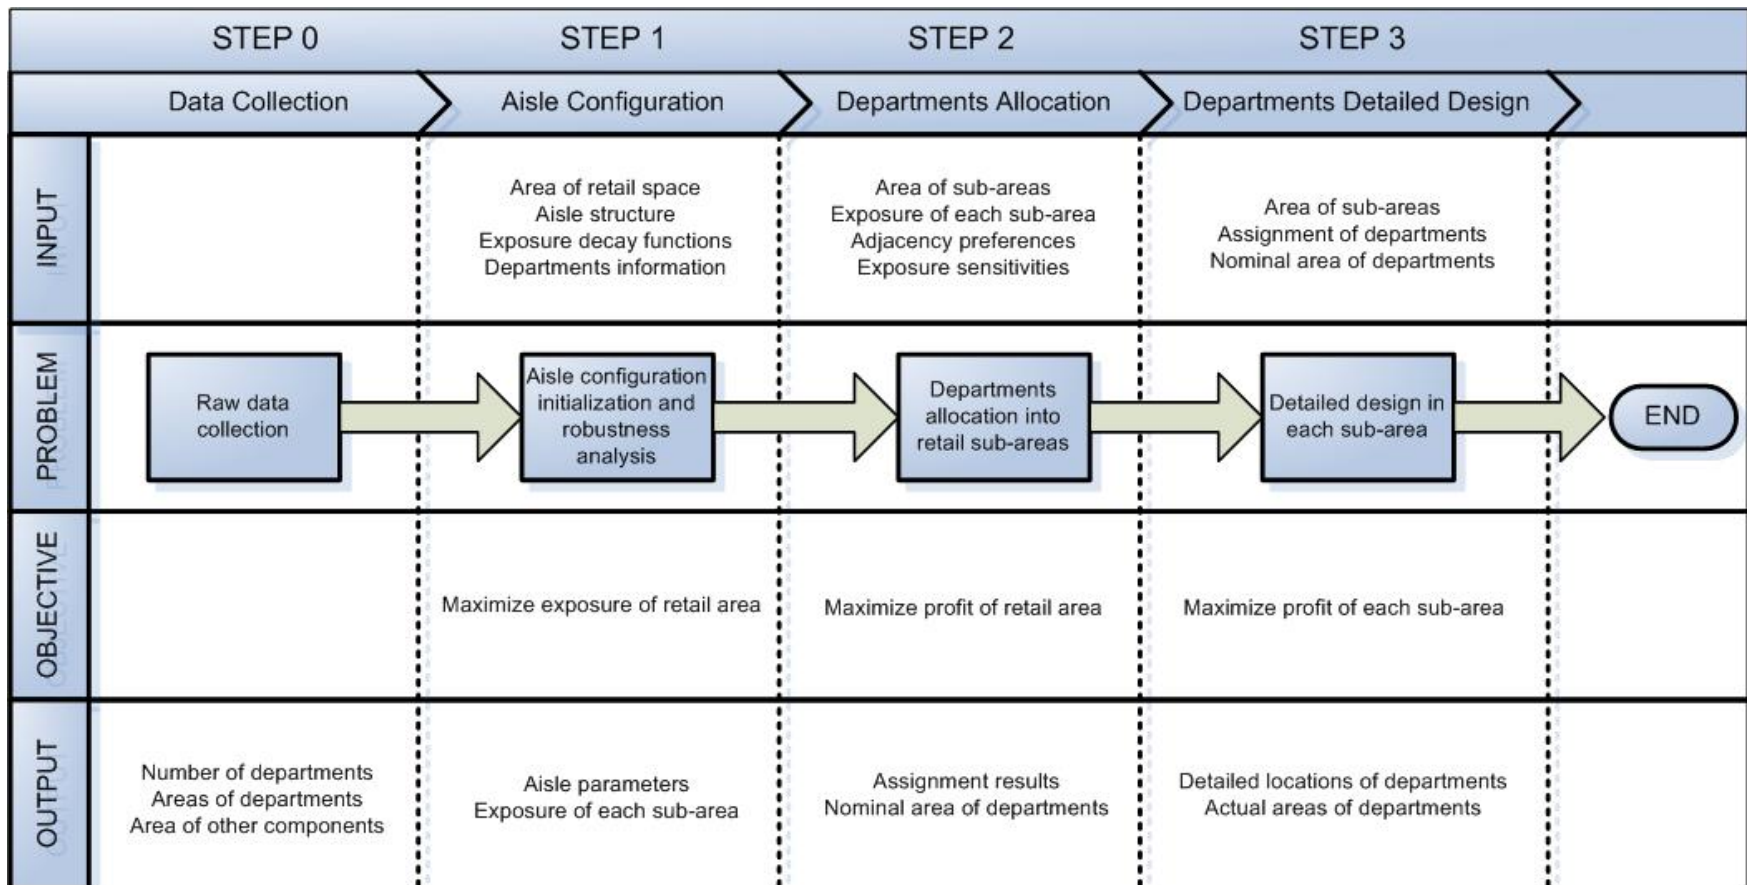 STEP 0
STEP 1
STEP 2
STEP 3
Data Collection
Aisle Configuration
Departments Allocation
Departments Detailed Design
INPUT
Area of retail space
Aisle structure
Exposure decay functions
Departments information
Area of sub-areas
Exposure of each sub-area
Adjacency preferences
Exposure sensitivities
Area of sub-areas
Assignment of departments
Nominal area of departments
PROBLEM
Raw data
collection
Aisle configuration
initialization and
robustness
analysis
Departments
allocation into
retail sub-areas
Detailed design in
each sub-area
END
OBJECTIVE
Maximize exposure of retail area
Maximize profit of retail area
Maximize profit of each sub-area
OUTPUT
Number of departments
Areas of departments
Area of other components
Aisle parameters
Exposure of each sub-area
Assignment results
Nominal area of departments
Detailed locations of departments
Actual areas of departments